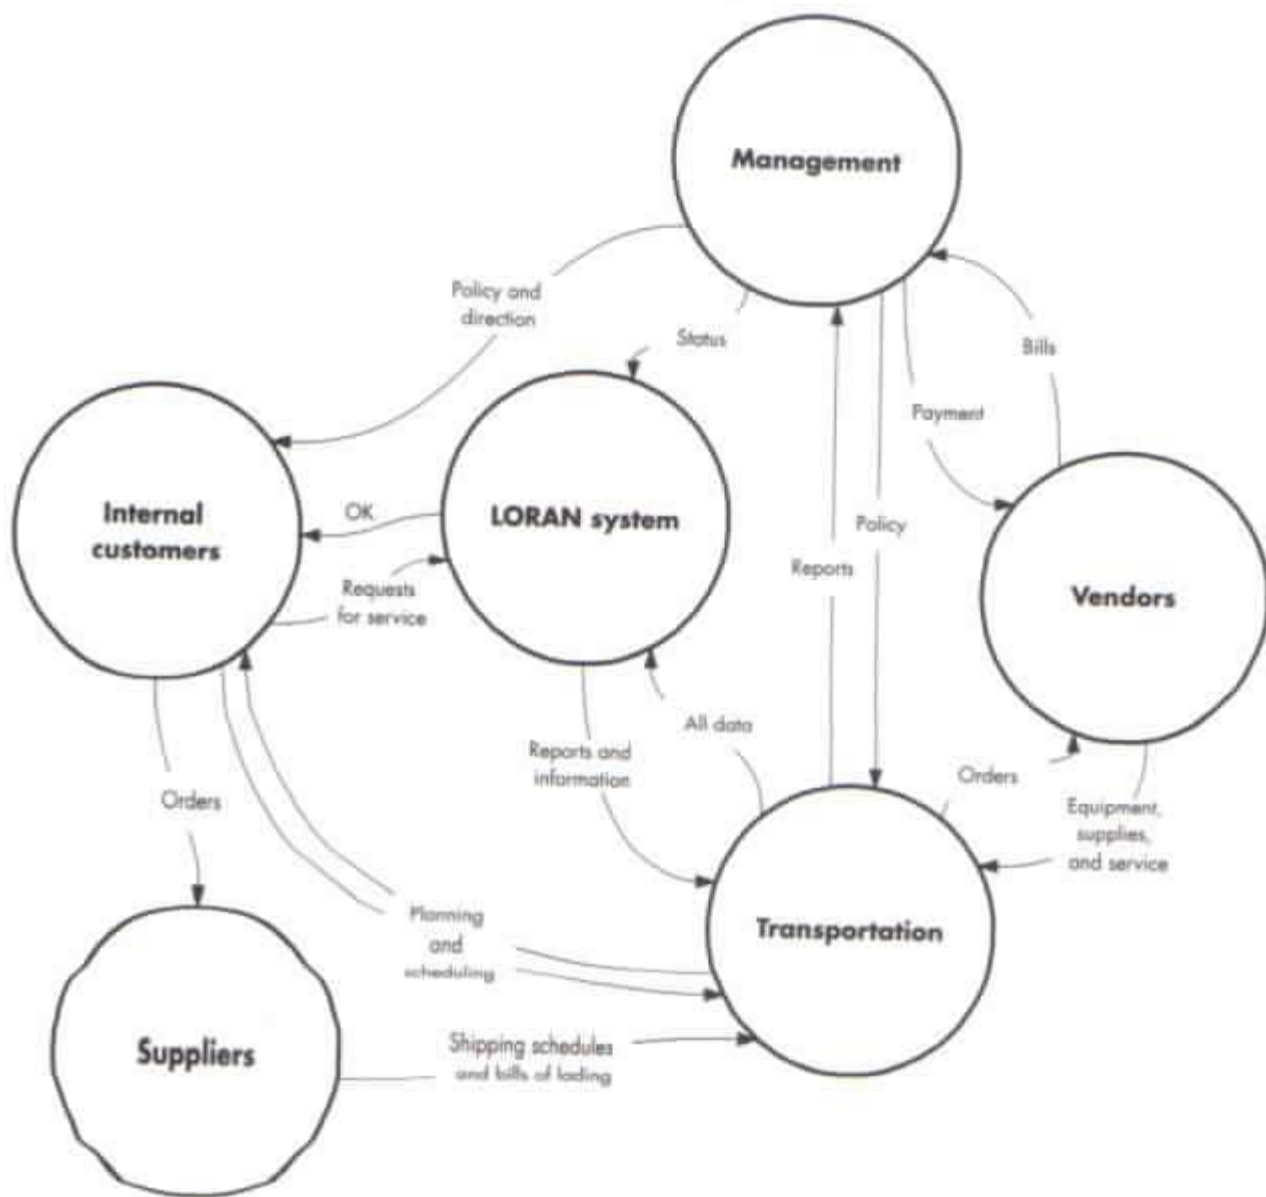 Management
Policy and
direction
Status
Bills
Payment
Internal
customers
OK
LORAN system
Policy
Reports
Requests
for service
Vendors
All data
Reports and
information
Orders
Orders
Equipment,
supplies,
and service
Planning
and
scheduling
Transportation
Suppliers
Shipping schedules
and bills of lading